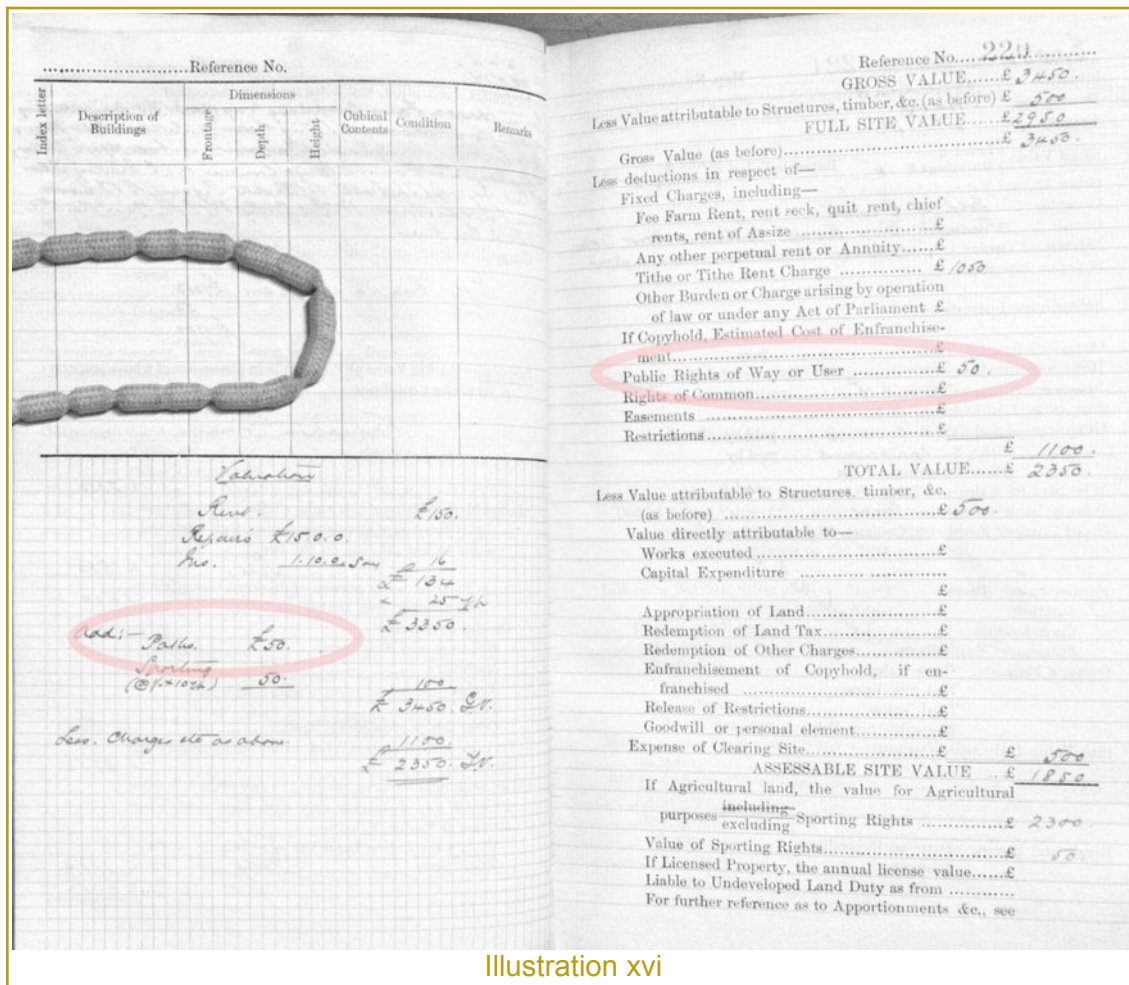 Reference No.
Index letter
Description of
Buildings
Dimensions
Frontage
Depth
Height
Cubical
Contents
Condition
Remarks
Valuation
Rent. £150.
Repairs £15.0.0.
Ins. 1.10.0. 16
£ 134
25
£ 3350.
Add:- Paths. £50.
Sporting
50. 100
£ 3450. G.V.
Less. Charges etc as above. 1100.
£ 2350. T.V.
Reference No.
GROSS VALUE......£ 3450.
Less Value attributable to Structures, timber, &c. (as before) £ 500
FULL SITE VALUE......£ 2950
Gross Value (as before)......£ 3450.
Less deductions in respect of—
Fixed Charges, including—
Fee Farm Rent, rent seck, quit rent, chief
rents, rent of Assize ......£
Any other perpetual rent or Annuity......£
Tithe or Tithe Rent Charge ......£ 1050
Other Burden or Charge arising by operation
of law or under any Act of Parliament £
If Copyhold, Estimated Cost of Enfranchise-
ment......£
Public Rights of Way or User ......£ 50.
Rights of Common......£
Easements ......£
Restrictions......£
£ 1100.
TOTAL VALUE......£ 2350.
Less Value attributable to Structures, timber, &c.
(as before) ......£ 500.
Value directly attributable to—
Works executed ......£
Capital Expenditure ......
£
Appropriation of Land......£
Redemption of Land Tax......£
Redemption of Other Charges......£
Enfranchisement of Copyhold, if en-
franchised ......£
Release of Restrictions......£
Goodwill or personal element......£
Expense of Clearing Site......£ £ 500
ASSESSABLE SITE VALUE ..£ 1850
If Agricultural land, the value for Agricultural
purposes including
excluding Sporting Rights ......£ 2300
Value of Sporting Rights......£ 50
If Licensed Property, the annual license value......£
Liable to Undeveloped Land Duty as from ......
For further reference as to Apportionments &c., see
Illustration xvi